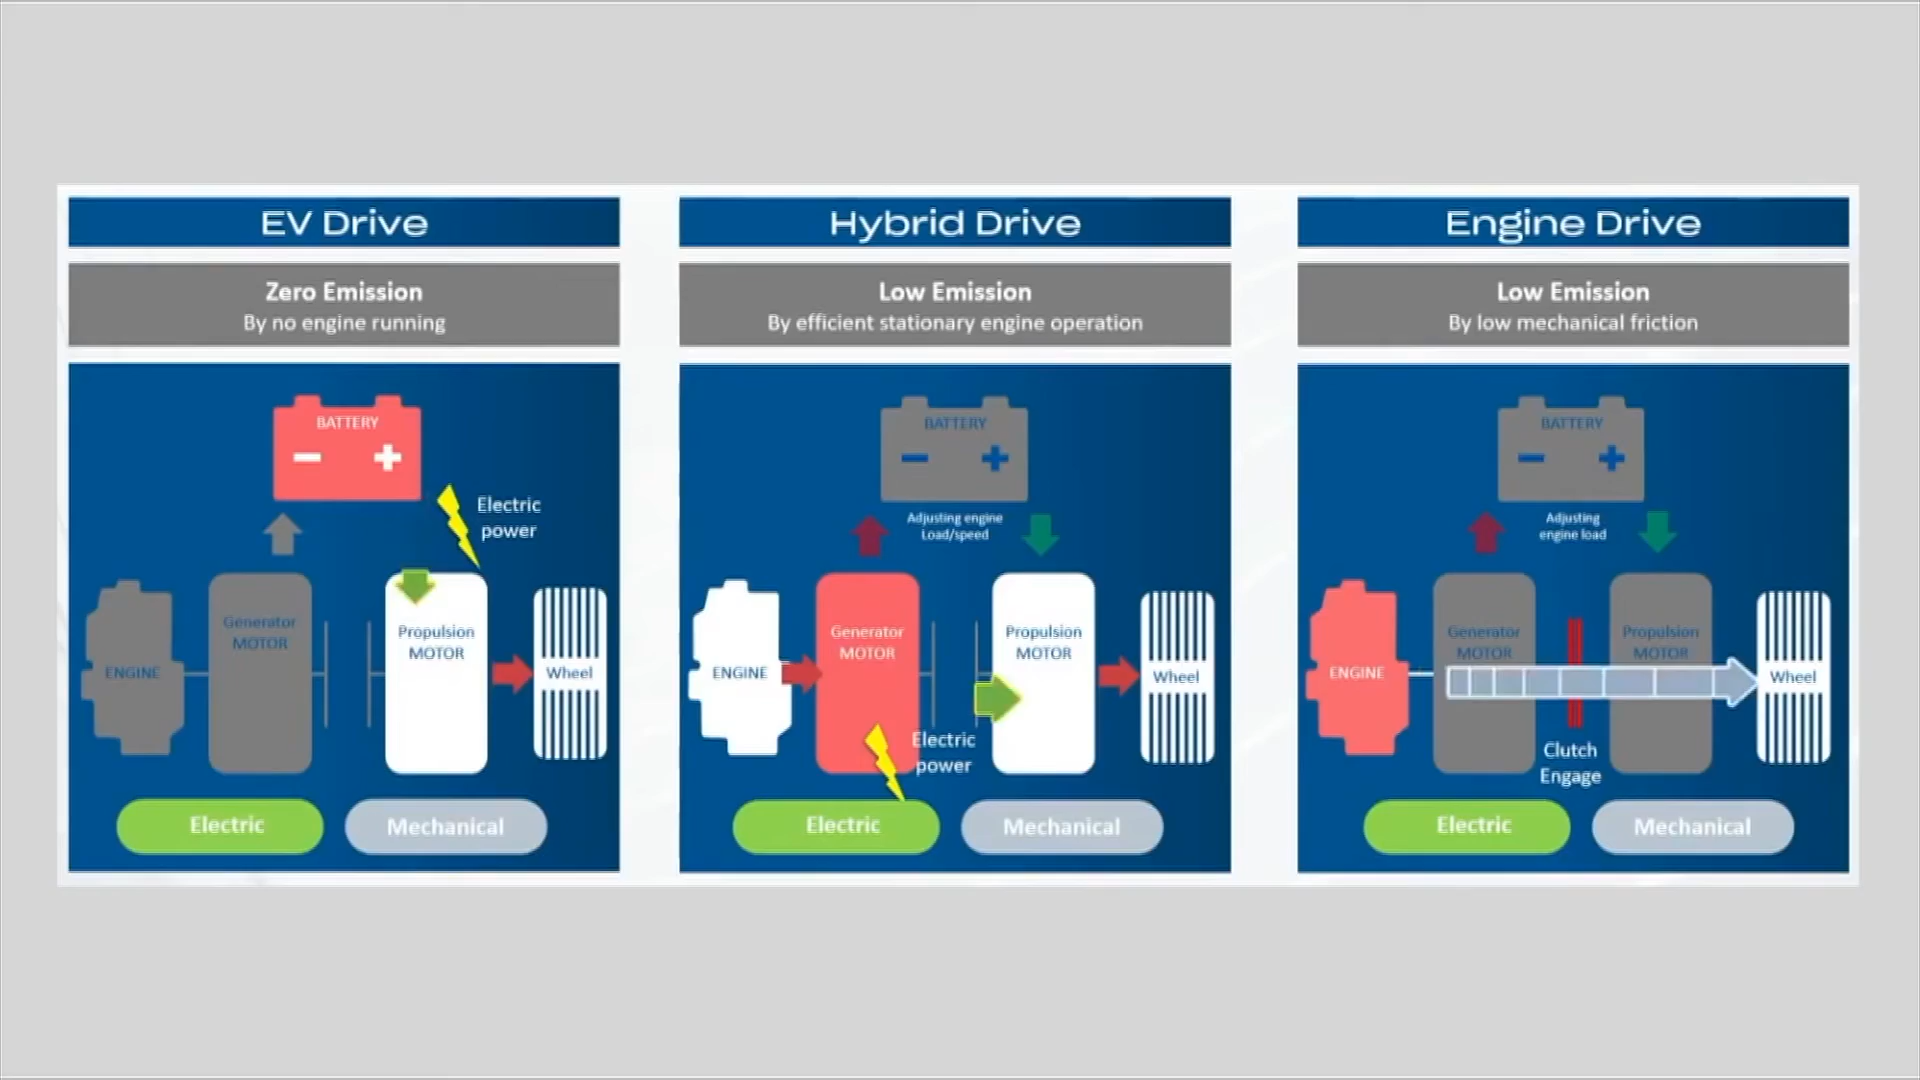 EV Drive
Zero Emission
By no engine running
BATTERY
Electric
power
Generator
MOTOR
Propulsion
MOTOR
ENGINE
Wheel
Electric
Mechanical
Hybrid Drive
Low Emission
By efficient stationary engine operation
BATTERY
Adjusting engine
Load/speed
Generator
MOTOR
Propulsion
MOTOR
ENGINE
Wheel
Electric
power
Electric
Mechanical
Engine Drive
Low Emission
By low mechanical friction
BATTERY
Adjusting
engine load
Generator
MOTOR
Propulsion
MOTOR
ENGINE
Wheel
Clutch
Engage
Electric
Mechanical